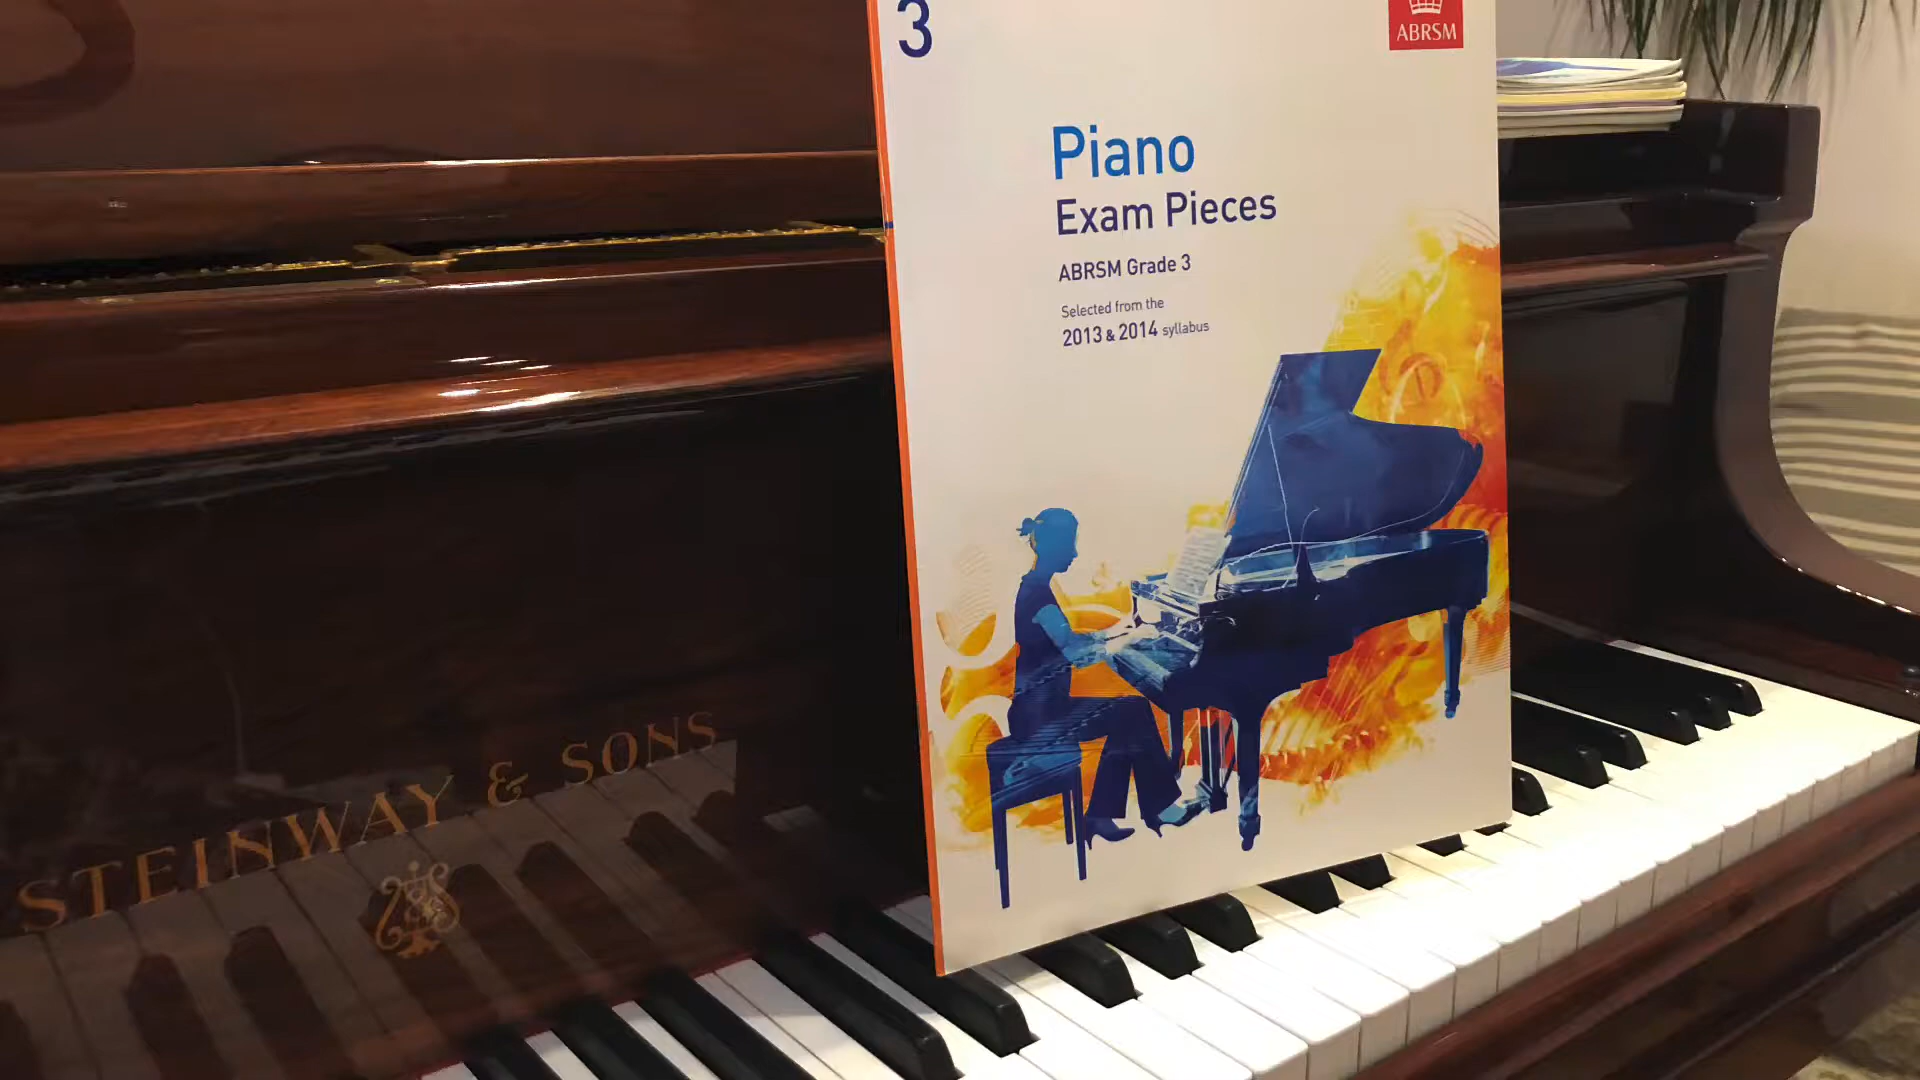 3
ABRSM
Piano
Exam Pieces
ABRSM Grade 3
Selected from the
2013 & 2014 syllabus
STEINWAY & SONS